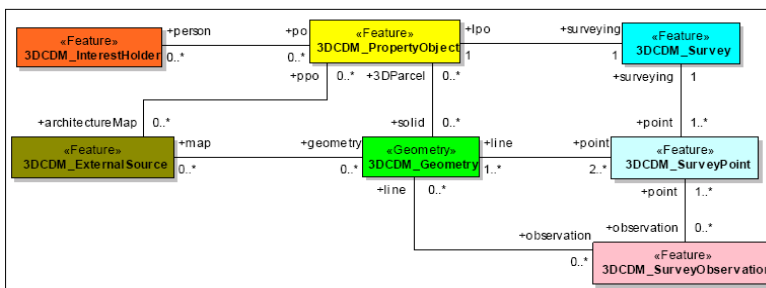 +person
+po
+lpo
+surveying
«Feature»
3DCDM_InterestHolder
0..*
0..*
«Feature»
3DCDM_PropertyObject
1
1
«Feature»
3DCDM_Survey
+ppo
0..*
+3DParcel
0..*
+surveying
1
+architectureMap
0..*
+solid
0..*
+point
1..*
«Feature»
3DCDM_ExternalSource
+map
0..*
+geometry
0..*
«Geometry»
3DCDM_Geometry
+line
1..*
+point
2..*
«Feature»
3DCDM_SurveyPoint
+line
0..*
+point
1..*
+observation
0..*
+observation
0..*
«Feature»
3DCDM_SurveyObservation